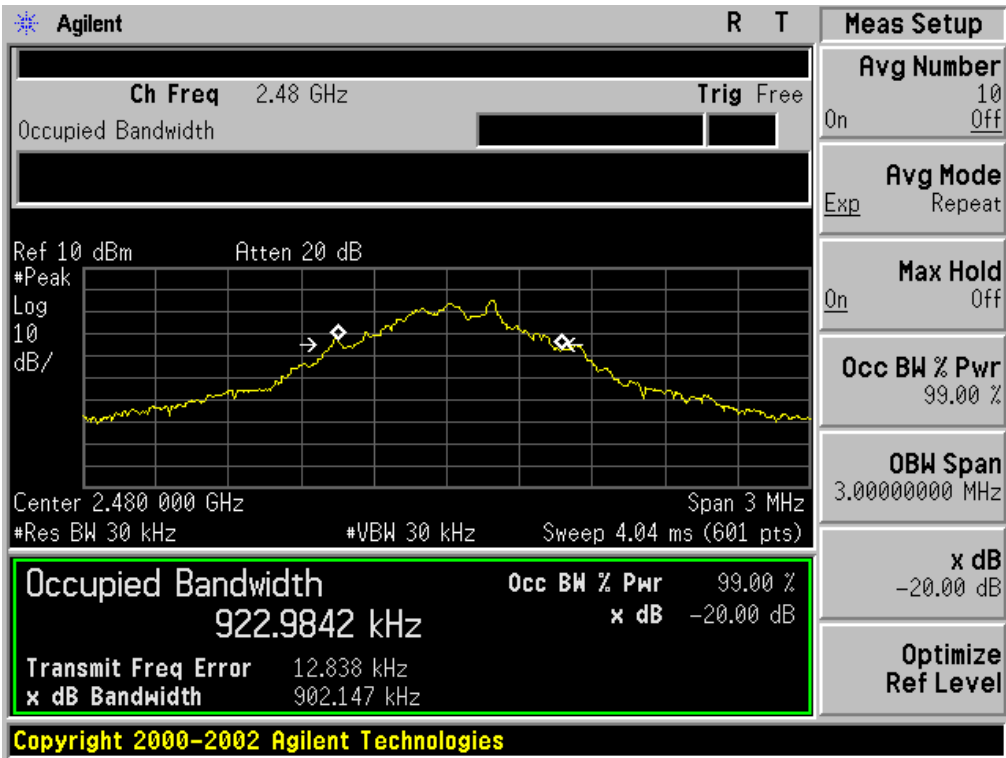 Agilent R T Meas Setup
Ch Freq 2.48 GHz Trig Free
Occupied Bandwidth
Ref 10 dBm Atten 20 dB
#Peak
Log
10
dB/
Center 2.480 000 GHz Span 3 MHz
#Res BW 30 kHz #VBW 30 kHz Sweep 4.04 ms (601 pts)
Occupied Bandwidth Occ BW % Pwr 99.00 %
922.9842 kHz x dB -20.00 dB
Transmit Freq Error 12.838 kHz
x dB Bandwidth 902.147 kHz
Copyright 2000-2002 Agilent Technologies
Avg Number
10
On Off
Avg Mode
Exp Repeat
Max Hold
On Off
Occ BW % Pwr
99.00 %
OBW Span
3.00000000 MHz
x dB
-20.00 dB
Optimize
Ref Level